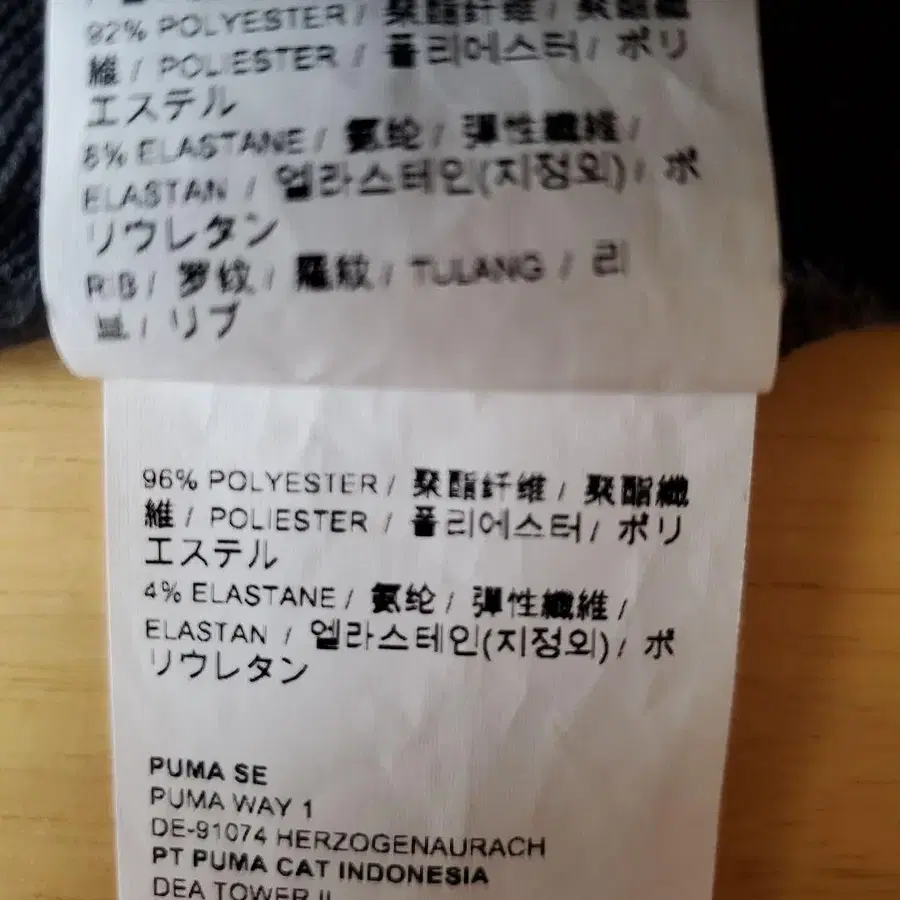 92% POLYESTER / 聚酯纤维 / 聚酯纖
維 / POLIESTER / 폴리에스터 / ポリ
エステル
8% ELASTANE / 氨纶 / 彈性纖維 /
ELASTAN / 엘라스테인(지정외) / ポ
リウレタン
RIB / 罗纹 / 羅紋 / TULANG / 리
브 / リブ
96% POLYESTER / 聚酯纤维 / 聚酯纖
維 / POLIESTER / 폴리에스터 / ポリ
エステル
4% ELASTANE / 氨纶 / 彈性纖維 /
ELASTAN / 엘라스테인(지정외) / ポ
リウレタン
PUMA SE
PUMA WAY 1
DE-91074 HERZOGENAURACH
PT PUMA CAT INDONESIA
DEA TOWER II